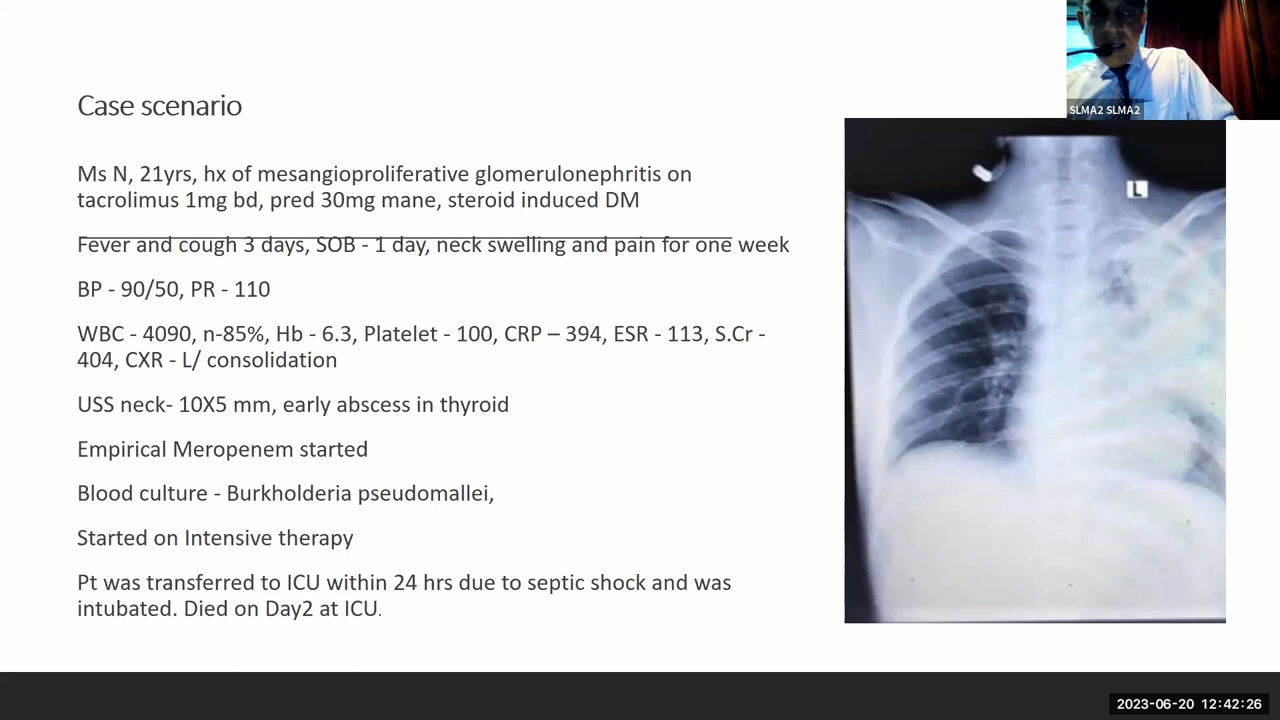 SLMA2 SLMA2
Case scenario
Ms N, 21yrs, hx of mesangioproliferative glomerulonephritis on
tacrolimus 1mg bd, pred 30mg mane, steroid induced DM
Fever and cough 3 days, SOB - 1 day, neck swelling and pain for one week
BP - 90/50, PR - 110
WBC - 4090, n-85%, Hb - 6.3, Platelet - 100, CRP – 394, ESR - 113, S.Cr -
404, CXR - L/ consolidation
USS neck- 10X5 mm, early abscess in thyroid
Empirical Meropenem started
Blood culture - Burkholderia pseudomallei,
Started on Intensive therapy
Pt was transferred to ICU within 24 hrs due to septic shock and was
intubated. Died on Day2 at ICU.
L
2023-06-20 12:42:26